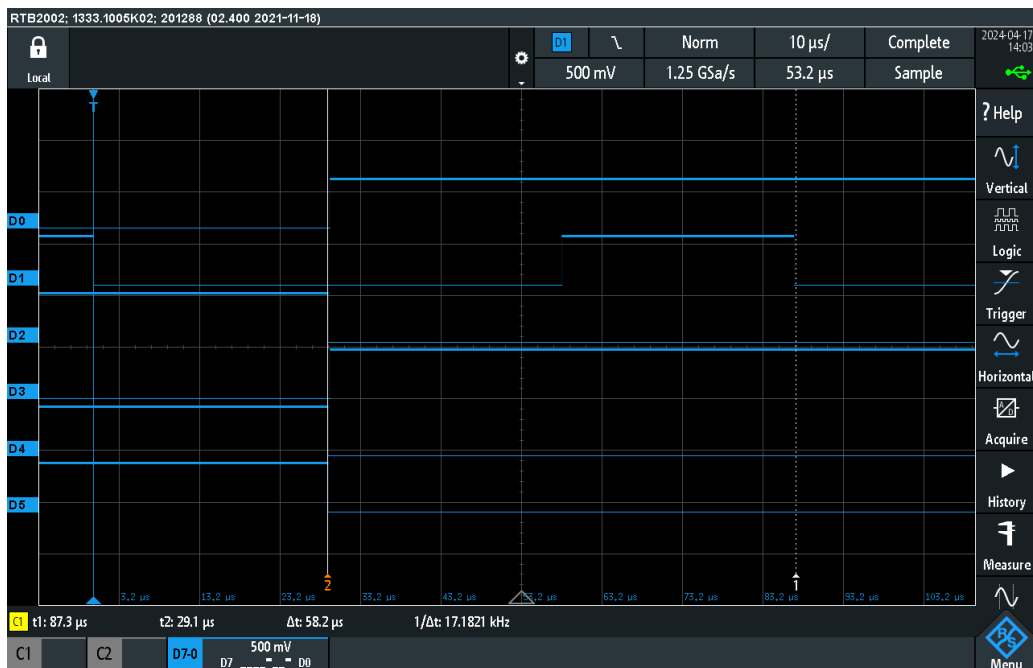 RTB2002; 1333.1005K02; 201288 (02.400 2021-11-18)
Local
D1 Norm 10 µs/ Complete
500 mV 1.25 GSa/s 53.2 µs Sample
2024-04-17
14:03
T
? Help
Vertical
Logic
Trigger
Horizontal
A D
Acquire
History
Measure
D0
D1
D2
D3
D4
D5
2 1
3,2 µs 13,2 µs 23,2 µs 33,2 µs 43,2 µs 53,2 µs 63,2 µs 73,2 µs 83,2 µs 93,2 µs 103,2 µs
C1 t1: 87.3 µs t2: 29.1 µs Δt: 58.2 µs 1/Δt: 17.1821 kHz
C1 C2 D7-0 500 mV
D7 D0
R S
Menu